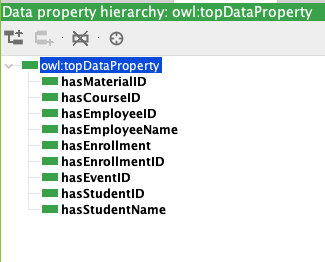 Data property hierarchy: owl:topDataProperty
owl:topDataProperty
hasMaterialID
hasCourseID
hasEmployeeID
hasEmployeeName
hasEnrollment
hasEnrollmentID
hasEventID
hasStudentID
hasStudentName